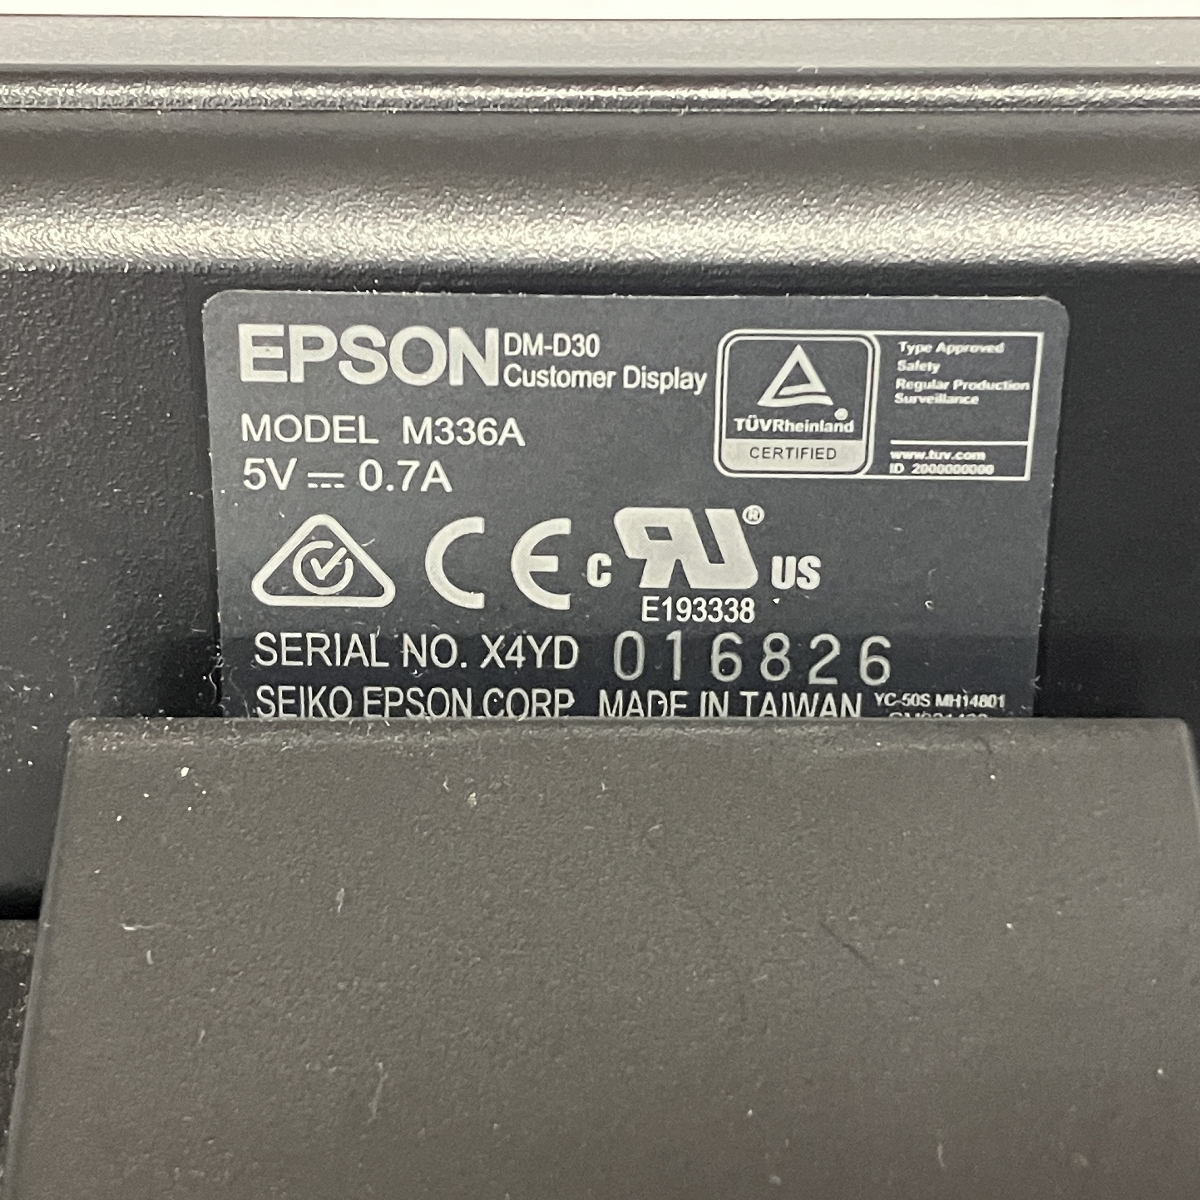 EPSON DM-D30
Customer Display
MODEL M336A
5V 0.7A
TÜVRheinland®
CERTIFIED
Type Approved
Safety
Regular Production
Surveillance
www.tuv.com
ID 2000000000
CE c RU® US
E193338
SERIAL NO. X4YD 016826
SEIKO EPSON CORP. MADE IN TAIWAN YC-50S MH14801